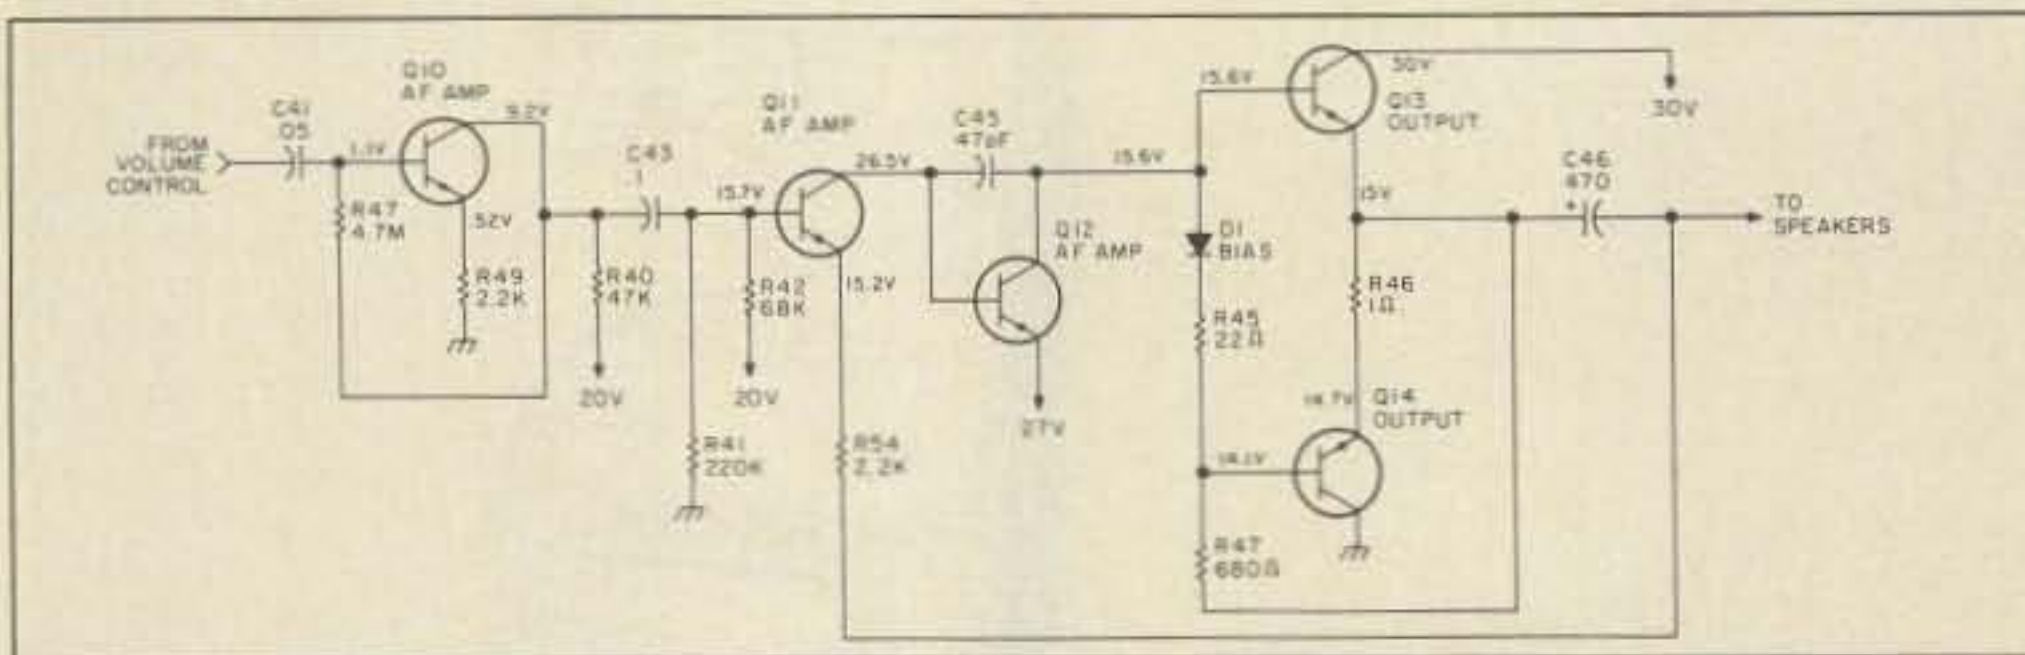 Q10
AF AMP
C41
.05
FROM
VOLUME
CONTROL
1.1V
9.2V
R47
4.7M
.52V
R49
2.2K
C43
.1
R40
47K
20V
15.7V
Q11
AF AMP
R42
68K
20V
R41
220K
26.5V
15.2V
R54
2.2K
C45
47pF
15.6V
Q12
AF AMP
27V
15.6V
D1
BIAS
R45
22Ω
14.1V
R47
680Ω
30V
Q13
OUTPUT
30V
15V
R46
1Ω
14.7V
Q14
OUTPUT
C46
470
+
TO
SPEAKERS